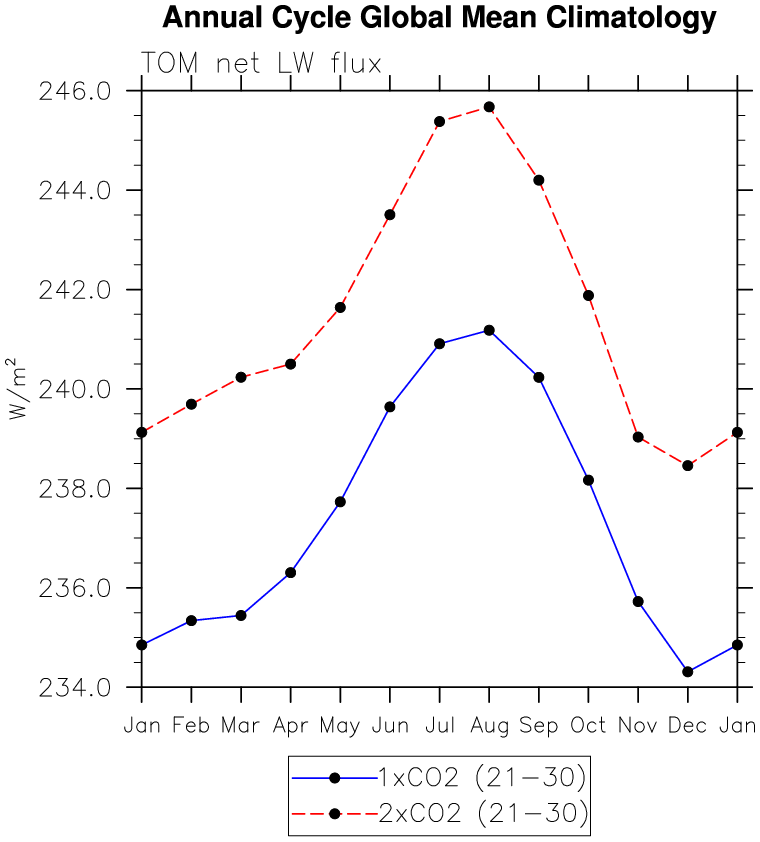 Annual Cycle Global Mean Climatology
TOM net LW flux
246.0
244.0
242.0
240.0
238.0
236.0
234.0
W/m²
Jan Feb Mar Apr May Jun Jul Aug Sep Oct Nov Dec Jan
1xCO2 (21−30)
2xCO2 (21−30)